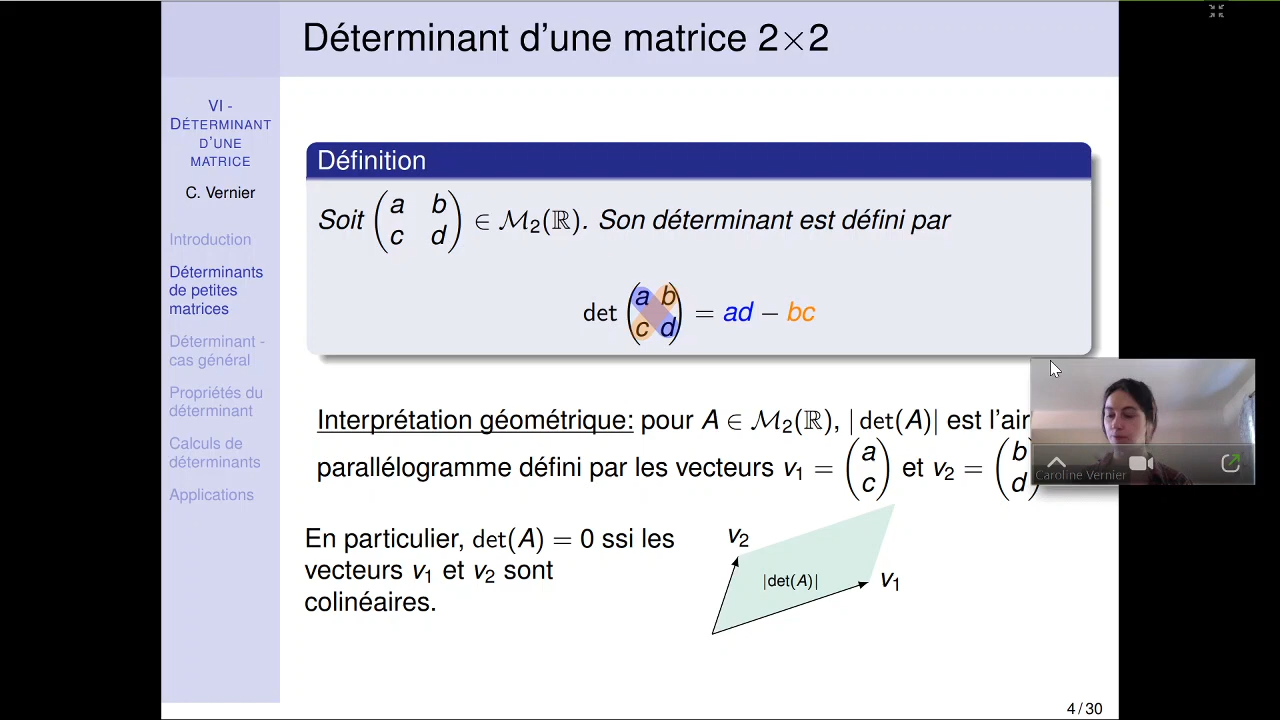 Déterminant d'une matrice 2×2
VI -
DÉTERMINANT
D'UNE
MATRICE
C. Vernier
Introduction
Déterminants
de petites
matrices
Déterminant -
cas général
Propriétés du
déterminant
Calculs de
déterminants
Applications
Définition
Soit (a b
c d) ∈ M₂(ℝ). Son déterminant est défini par
det (a b
c d) = ad − bc
Interprétation géométrique: pour A ∈ M₂(ℝ), | det(A)| est l'air
parallélogramme défini par les vecteurs v₁ = (a
c) et v₂ = (b
d)
En particulier, det(A) = 0 ssi les
vecteurs v₁ et v₂ sont
colinéaires.
v₂
|det(A)|
v₁
Caroline Vernier
4 / 30